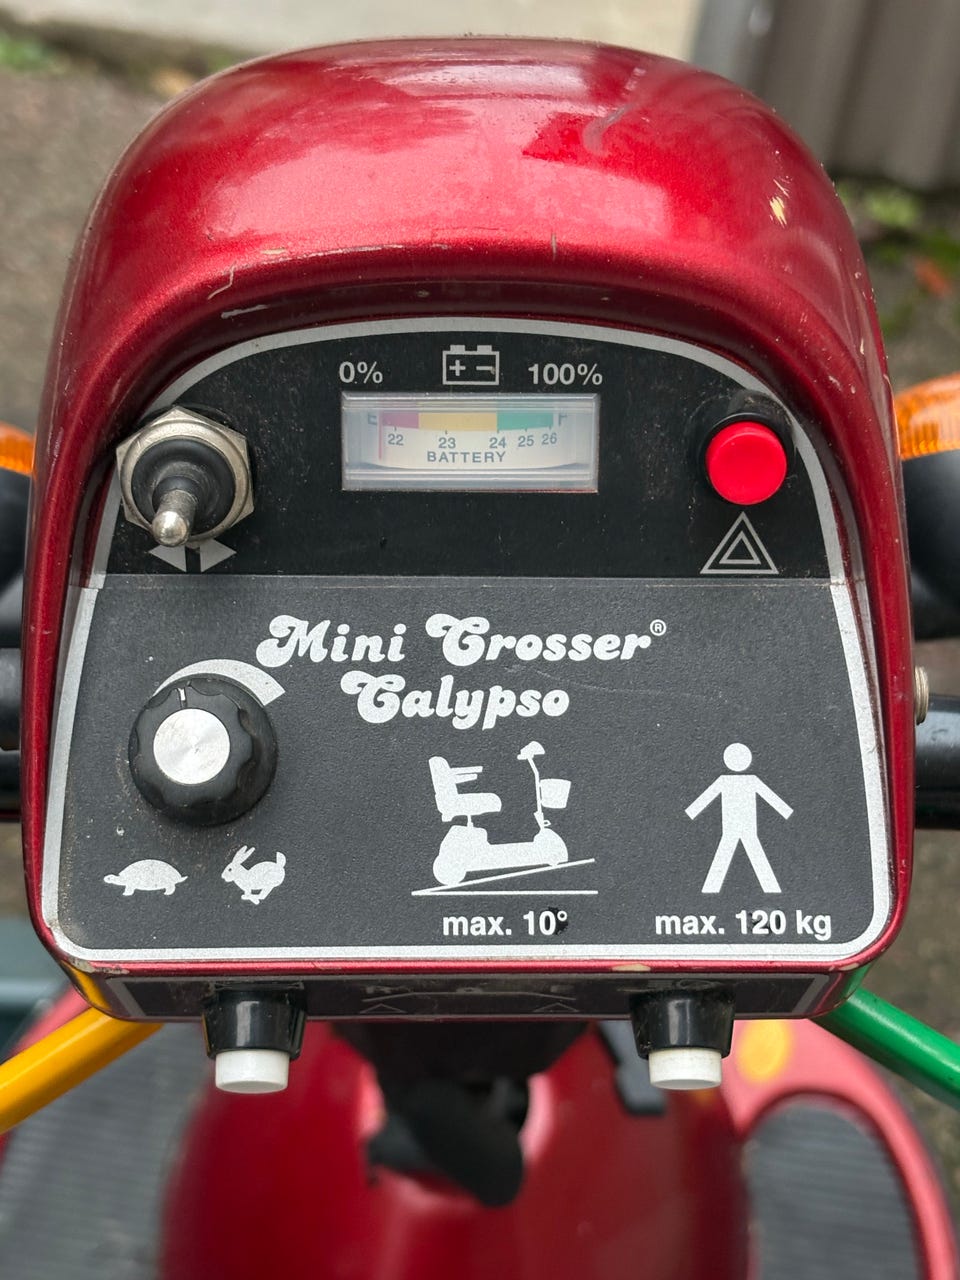 0% 100%
E F
22 23 24 25 26
BATTERY
Mini Crosser®
Calypso
max. 10°
max. 120 kg